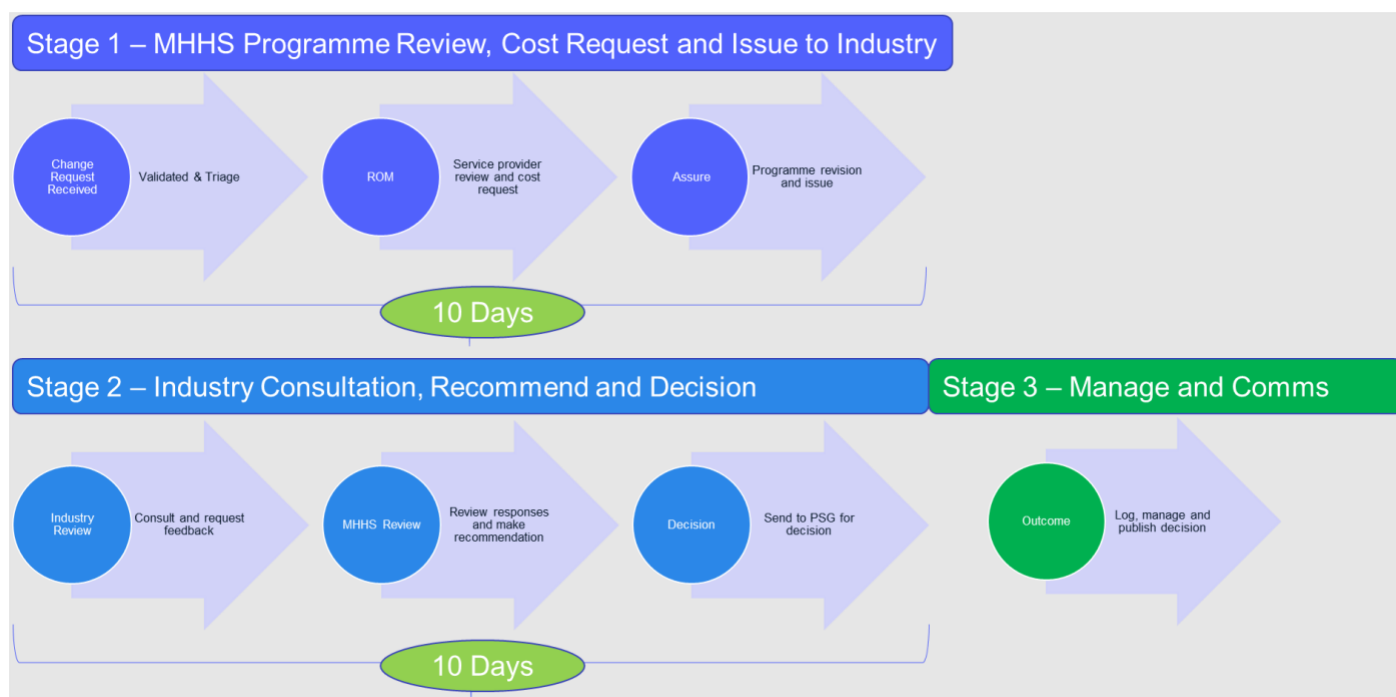 Stage 1 – MHHS Programme Review, Cost Request and Issue to Industry
Change
Request
Received
Validated & Triage
ROM
Service provider
review and cost
request
Assure
Programme revision
and issue
10 Days
Stage 2 – Industry Consultation, Recommend and Decision
Stage 3 – Manage and Comms
Industry
Review
Consult and request
feedback
MHHS Review
Review responses
and make
recommendation
Decision
Send to PSG for
decision
Outcome
Log, manage and
publish decision
10 Days